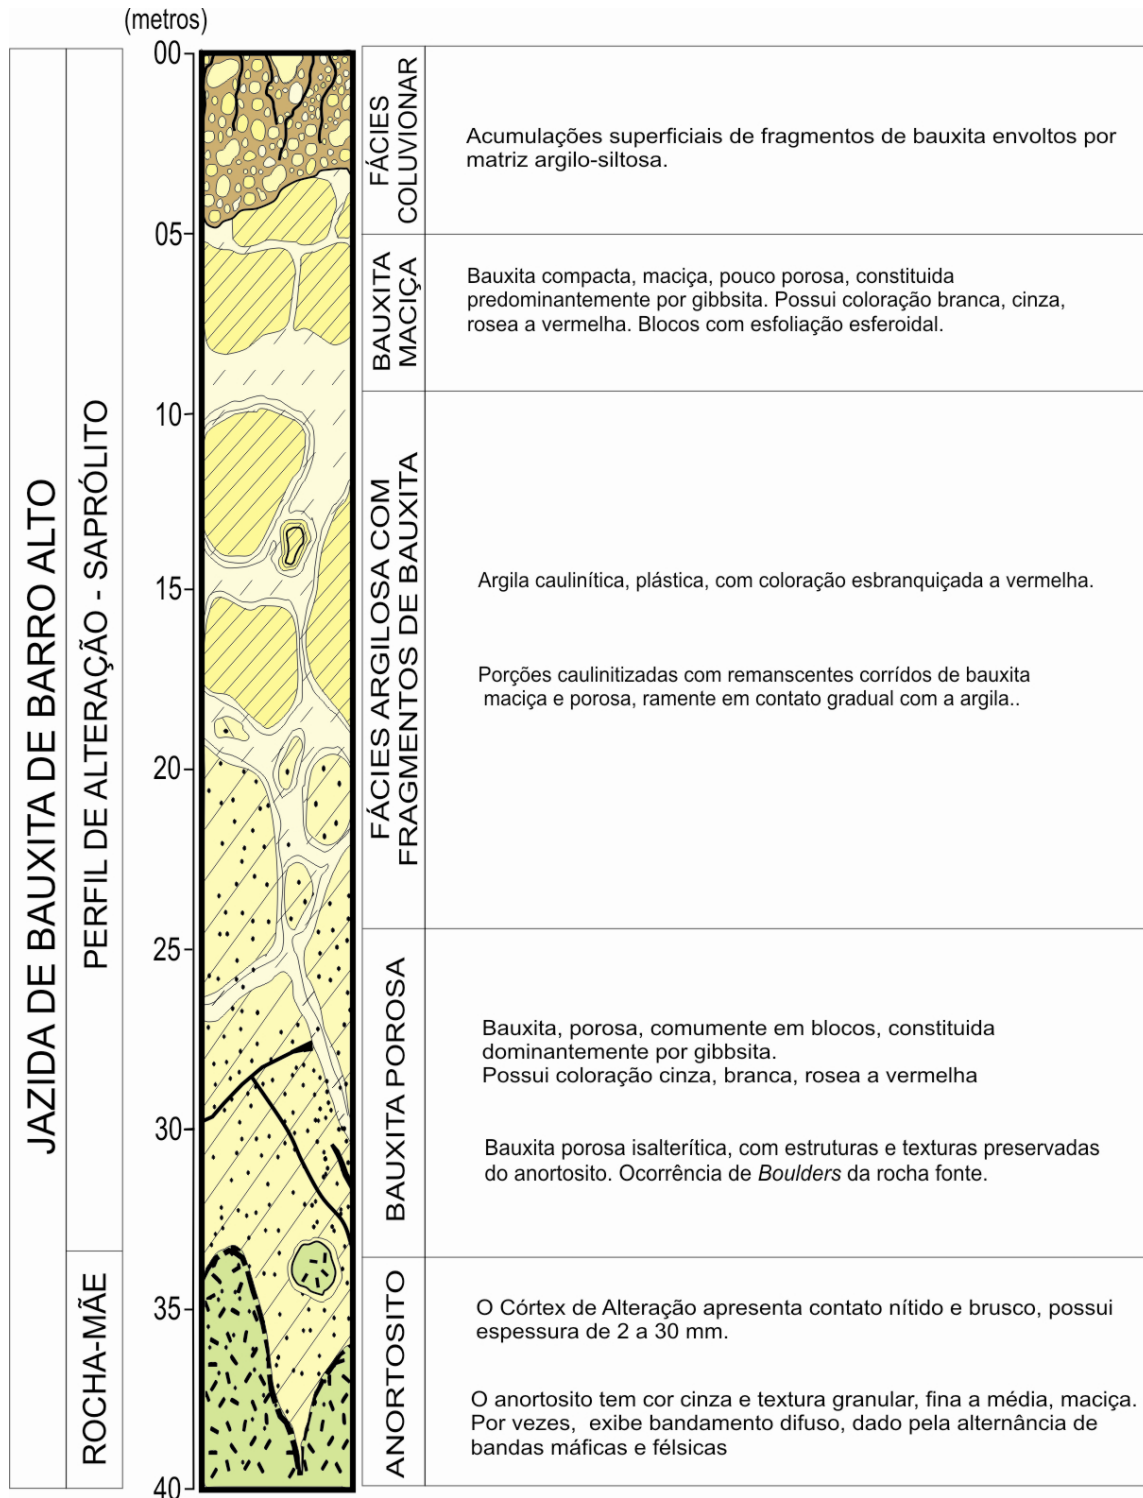 (metros)
00
05
10
15
20
25
30
35
40
JAZIDA DE BAUXITA DE BARRO ALTO
PERFIL DE ALTERAÇÃO - SAPRÓLITO
ROCHA-MÃE
FÁCIES
COLUVIONAR
Acumulações superficiais de fragmentos de bauxita envoltos por
matriz argilo-siltosa.
BAUXITA
MACIÇA
Bauxita compacta, maciça, pouco porosa, constituida
predominantemente por gibbsita. Possui coloração branca, cinza,
rosea a vermelha. Blocos com esfoliação esferoidal.
FÁCIES ARGILOSA COM
FRAGMENTOS DE BAUXITA
Argila caulinítica, plástica, com coloração esbranquiçada a vermelha.
Porções caulinitizadas com remanscentes corrídos de bauxita
maciça e porosa, ramente em contato gradual com a argila..
BAUXITA POROSA
Bauxita, porosa, comumente em blocos, constituida
dominantemente por gibbsita.
Possui coloração cinza, branca, rosea a vermelha
Bauxita porosa isalterítica, com estruturas e texturas preservadas
do anortosito. Ocorrência de Boulders da rocha fonte.
ANORTOSITO
O Córtex de Alteração apresenta contato nítido e brusco, possui
espessura de 2 a 30 mm.
O anortosito tem cor cinza e textura granular, fina a média, maciça.
Por vezes, exibe bandamento difuso, dado pela alternância de
bandas máficas e félsicas